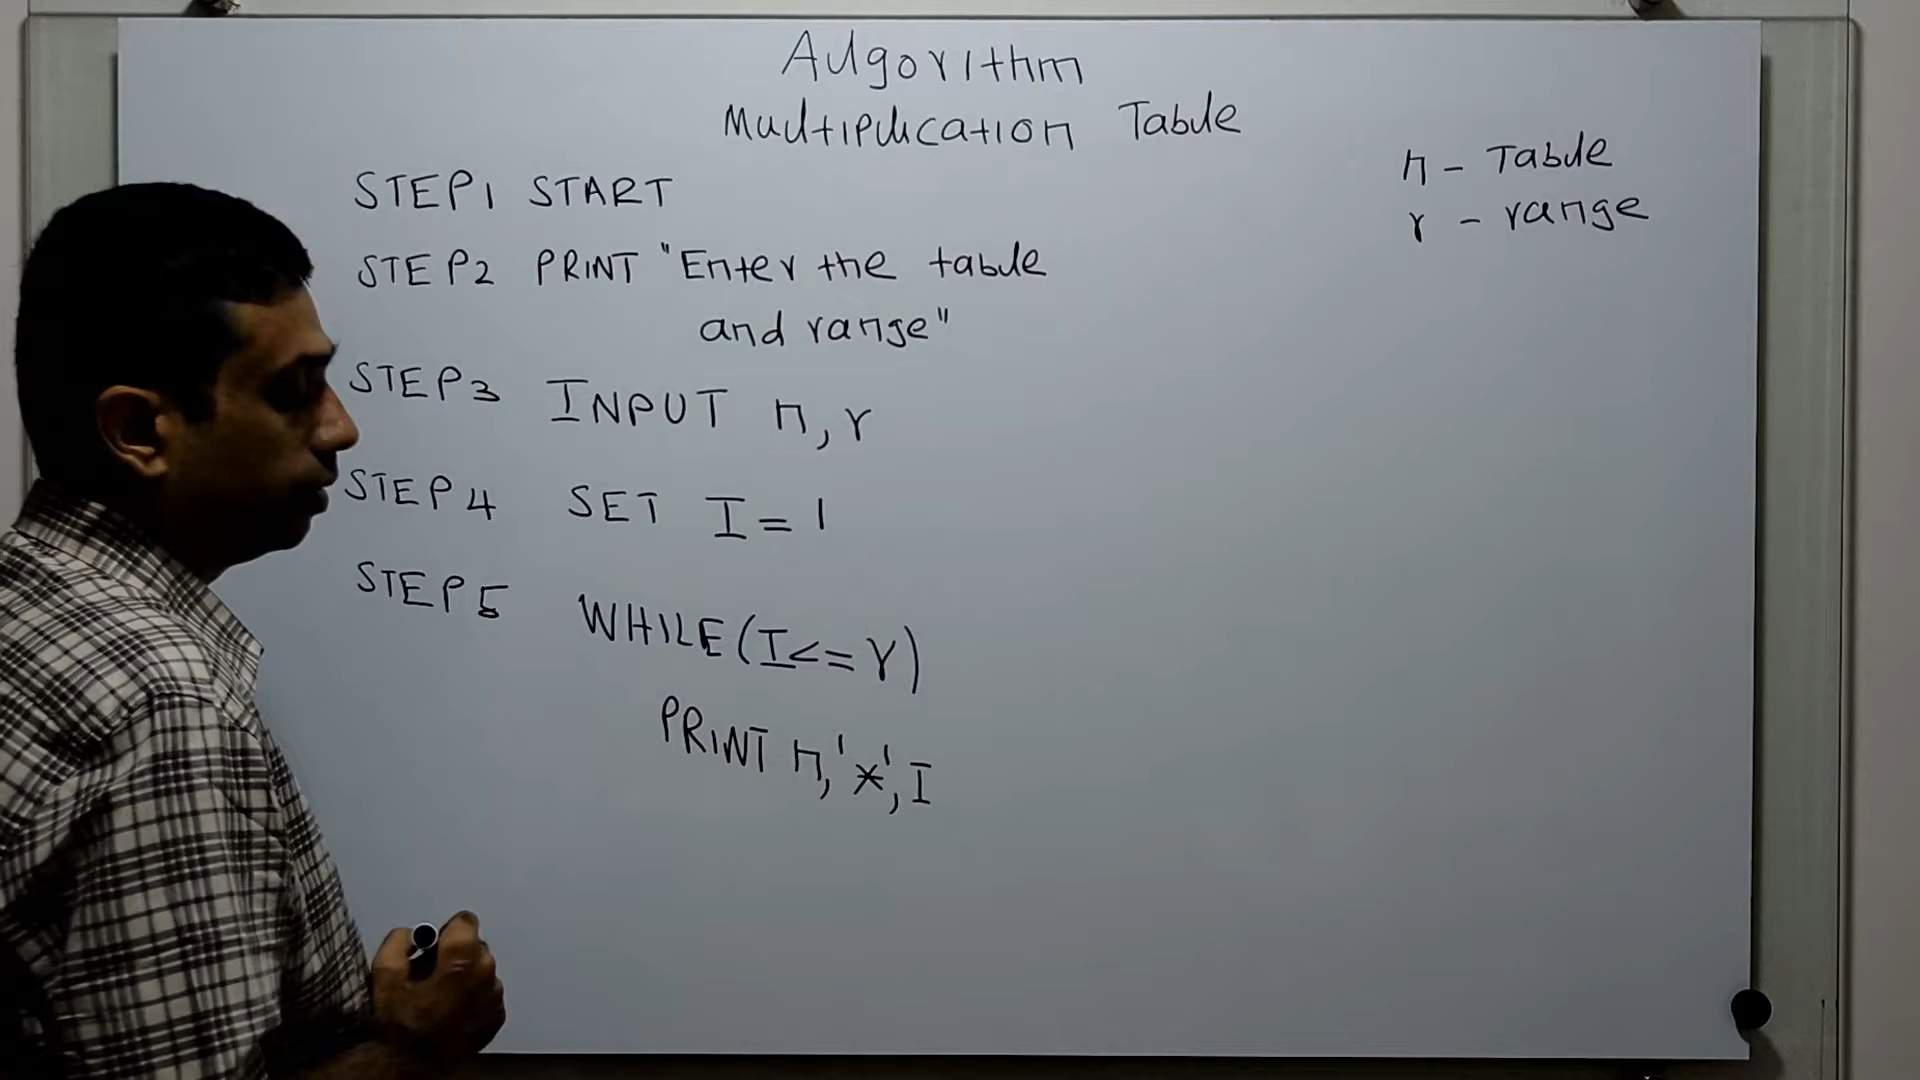 Algorithm
Multiplication Table
n - Table
r - range
STEP1 START
STEP2 PRINT "Enter the table
and range"
STEP3 INPUT n, r
STEP4 SET I = 1
STEP5 WHILE(I<=r)
PRINT n,'x',I